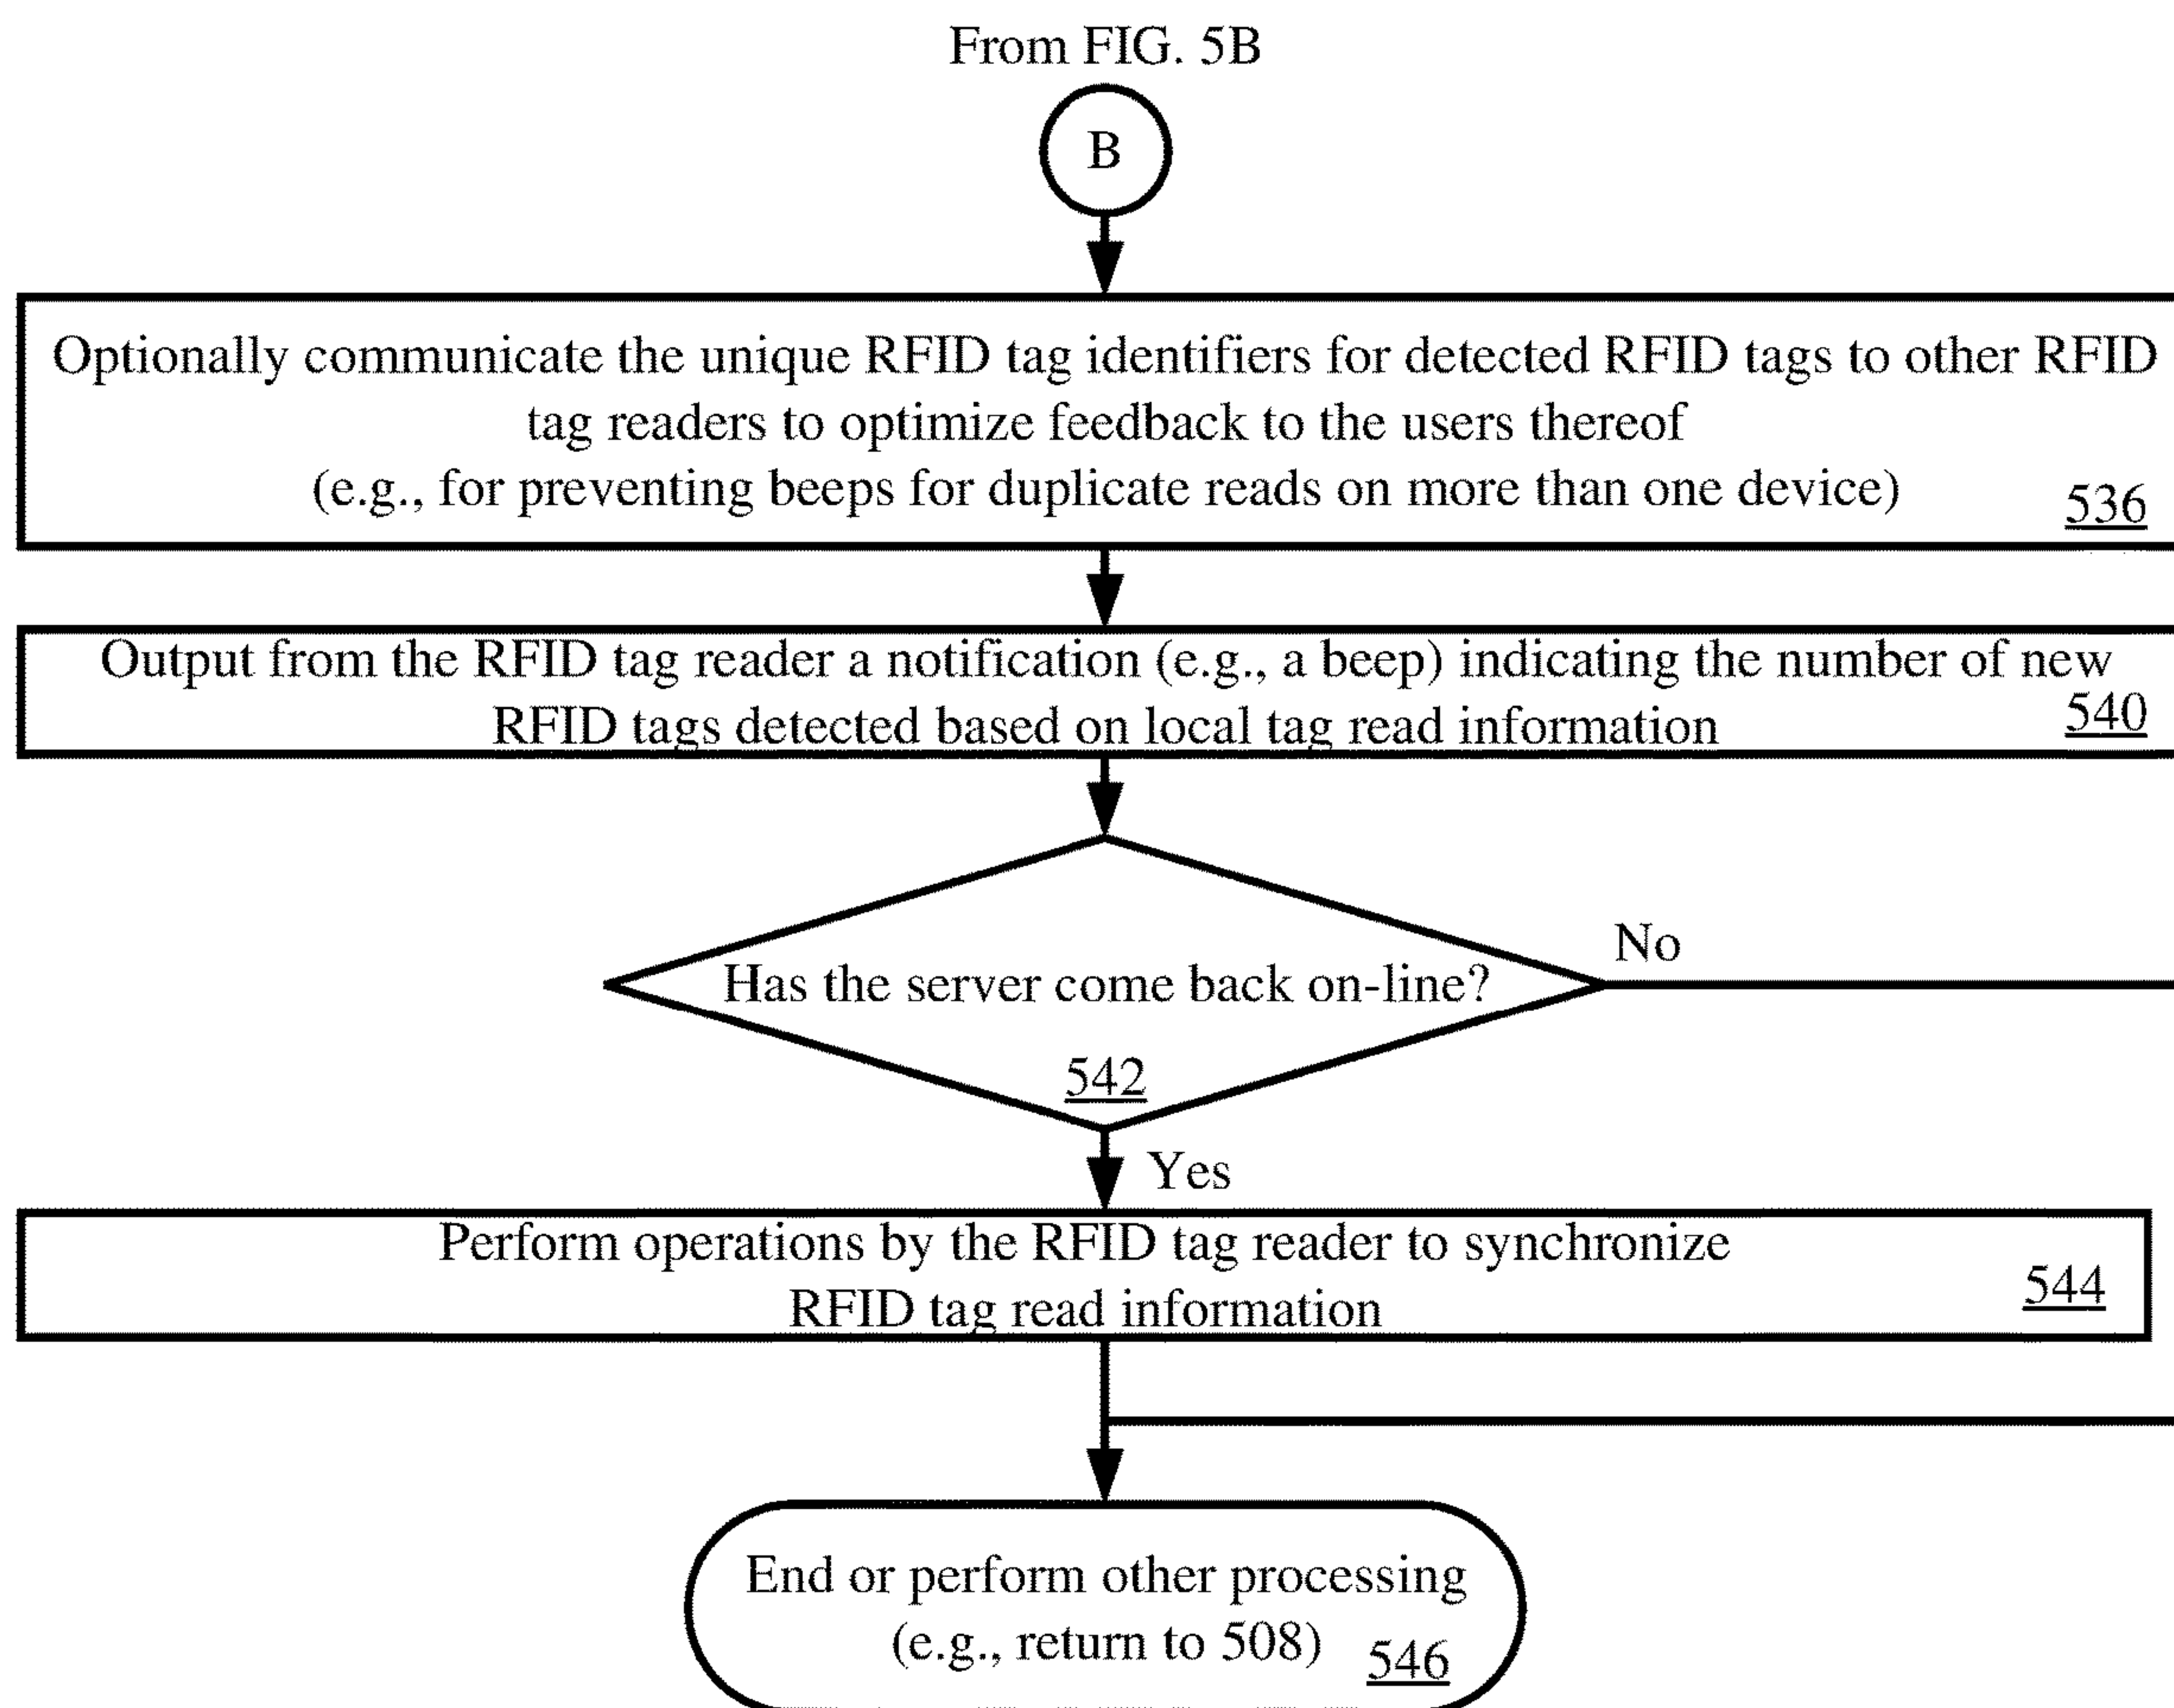 From FIG. 5B
B
Optionally communicate the unique RFID tag identifiers for detected RFID tags to other RFID
tag readers to optimize feedback to the users thereof
(e.g., for preventing beeps for duplicate reads on more than one device)
536
Output from the RFID tag reader a notification (e.g., a beep) indicating the number of new
RFID tags detected based on local tag read information
540
Has the server come back on-line?
No
542
Yes
Perform operations by the RFID tag reader to synchronize
RFID tag read information
544
End or perform other processing
(e.g., return to 508)
546